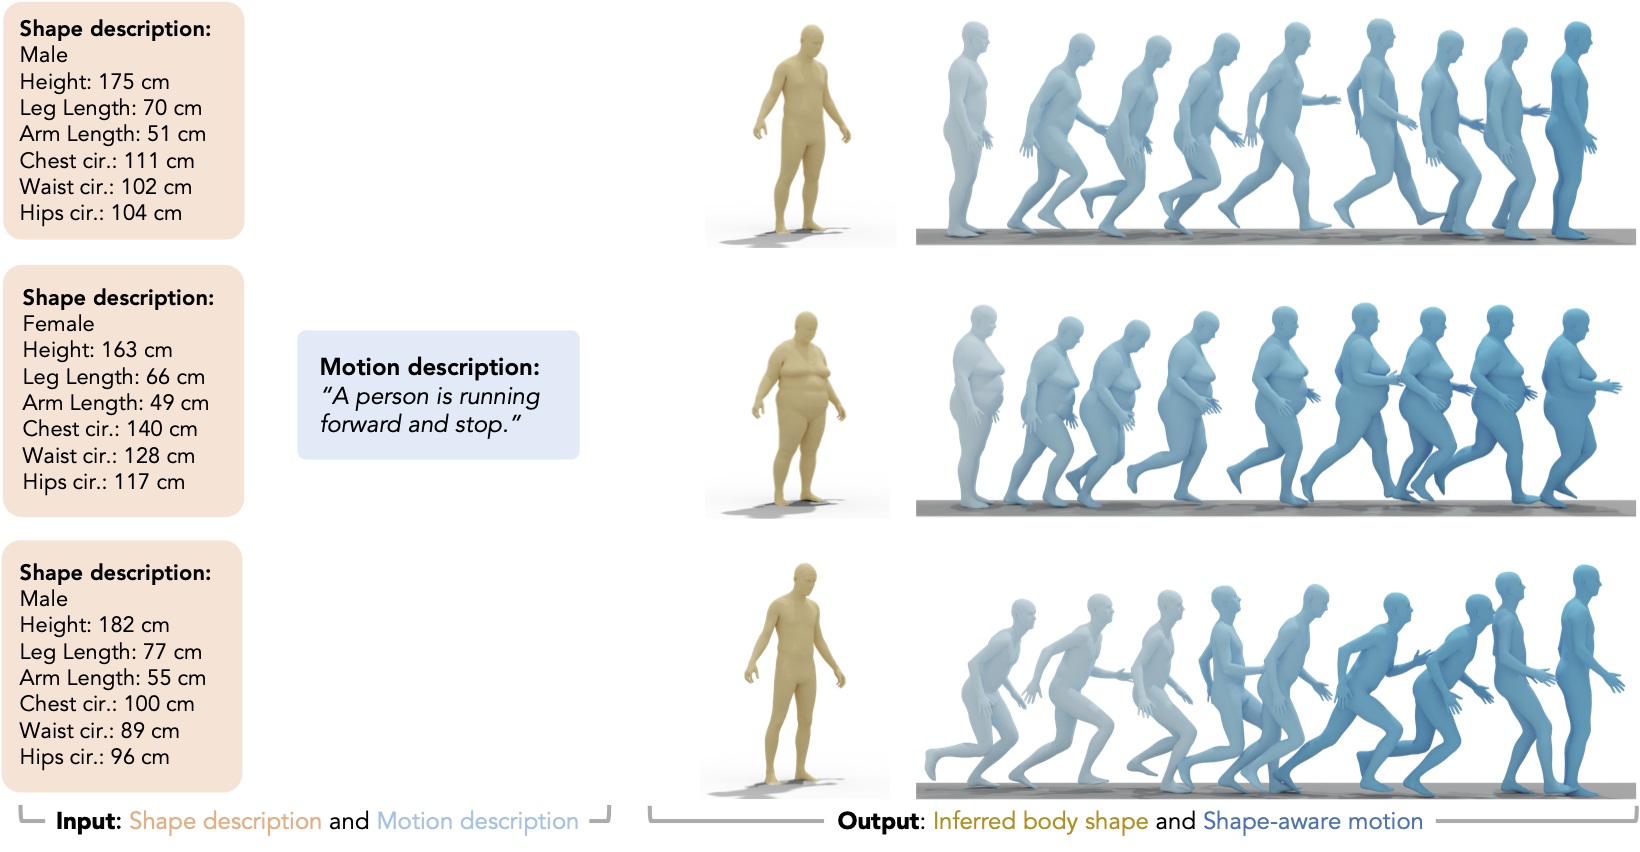 Shape description:
Male
Height: 175 cm
Leg Length: 70 cm
Arm Length: 51 cm
Chest cir.: 111 cm
Waist cir.: 102 cm
Hips cir.: 104 cm
Shape description:
Female
Height: 163 cm
Leg Length: 66 cm
Arm Length: 49 cm
Chest cir.: 140 cm
Waist cir.: 128 cm
Hips cir.: 117 cm
Motion description:
“A person is running
forward and stop.”
Shape description:
Male
Height: 182 cm
Leg Length: 77 cm
Arm Length: 55 cm
Chest cir.: 100 cm
Waist cir.: 89 cm
Hips cir.: 96 cm
Input: Shape description and Motion description
Output: Inferred body shape and Shape-aware motion